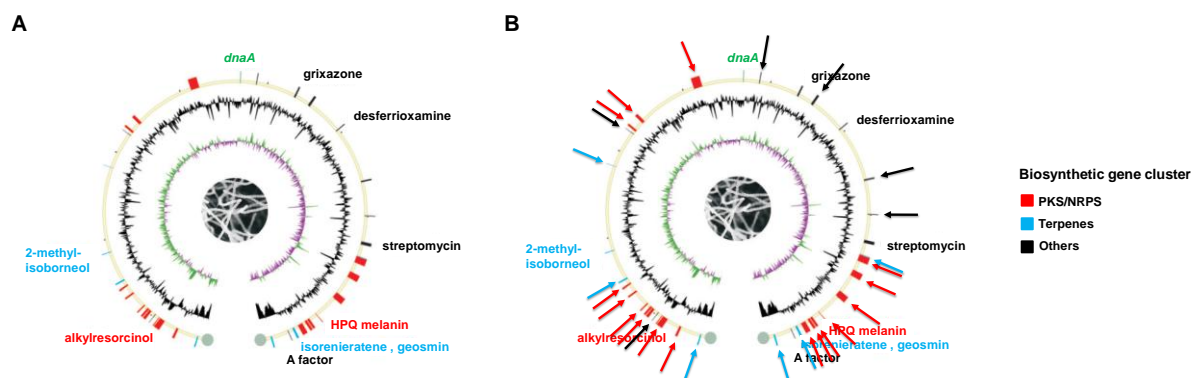 A
dnaA
grixazone
desferrioxamine
streptomycin
2-methyl-
isoborneol
alkylresorcinol
HPQ melanin
isorenieratene , geosmin
A factor
B
dnaA
grixazone
desferrioxamine
streptomycin
2-methyl-
isoborneol
alkylresorcinol
HPQ melanin
isorenieratene , geosmin
A factor
Biosynthetic gene cluster
PKS/NRPS
Terpenes
Others